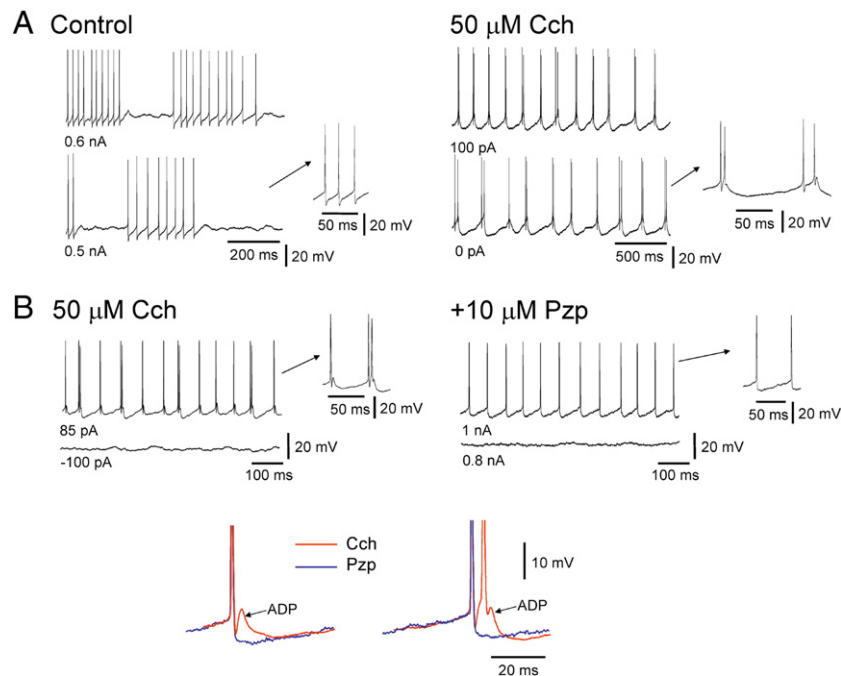 A Control
50 μM Cch
0.6 nA
100 pA
50 ms
20 mV
50 ms
20 mV
0.5 nA
200 ms
20 mV
0 pA
500 ms
20 mV
B 50 μM Cch
+10 μM Pzp
85 pA
50 ms
20 mV
1 nA
50 ms
20 mV
-100 pA
20 mV
100 ms
0.8 nA
20 mV
100 ms
Cch
Pzp
10 mV
ADP
ADP
20 ms